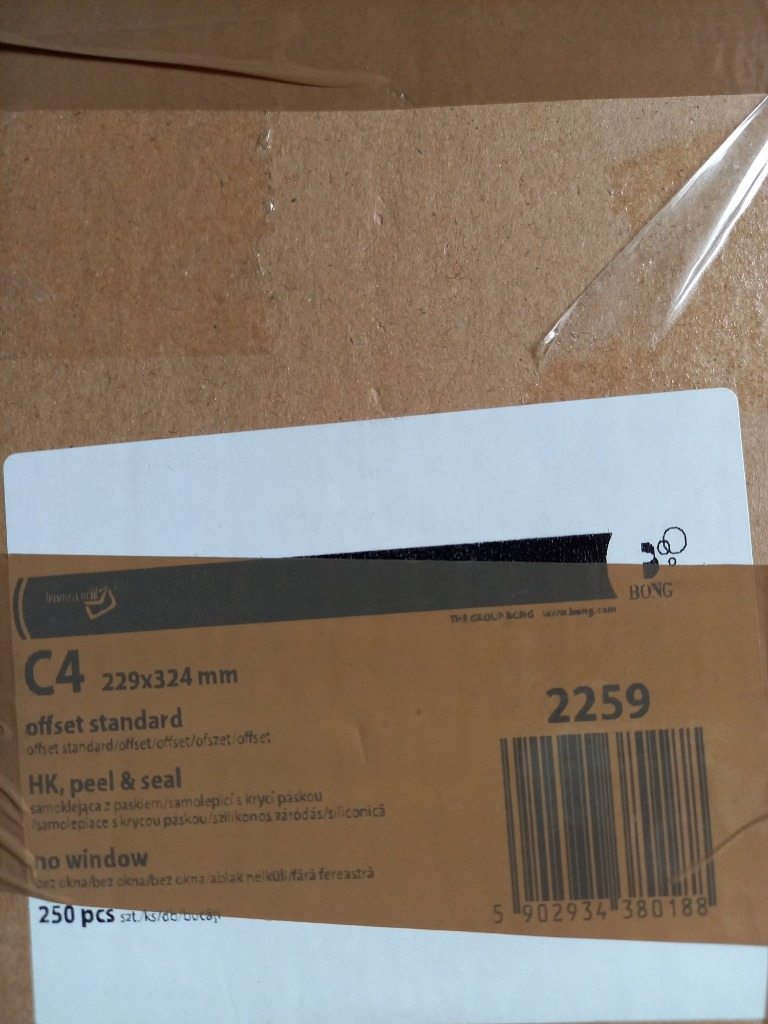 BONG
THE GROUP BONG www.bong.com
C4 229x324 mm
2259
offset standard
offset standard/offset/offset/ofszet/offset
HK, peel & seal
samoklejąca z paskiem/samolepicí s krycí páskou
/samolepiace s krycou páskou/szilikonos záródás/siliconică
no window
bez okna/bez okna/bez okna/ablak nélküli/fără fereastră
250 pcs szt./ks/db/bucăţi
5 902934 380188